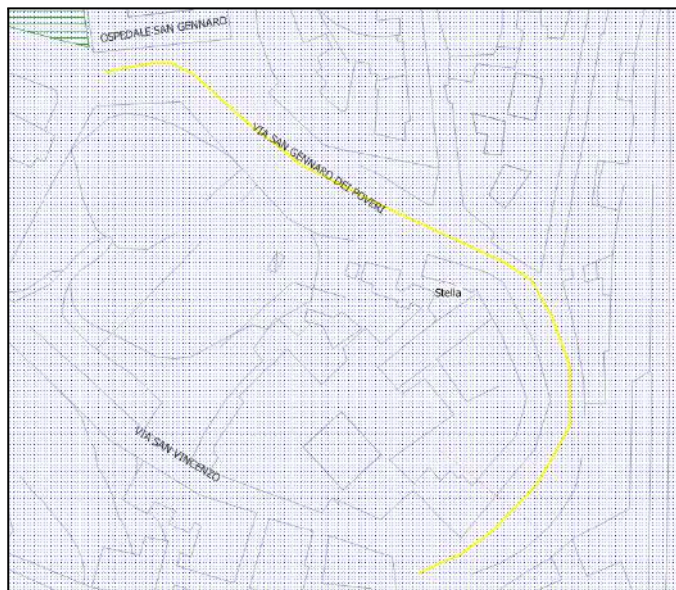 OSPEDALE SAN GENNARO
VIA SAN GENNARO DEI POVERI
Stella
VIA SAN VINCENZO